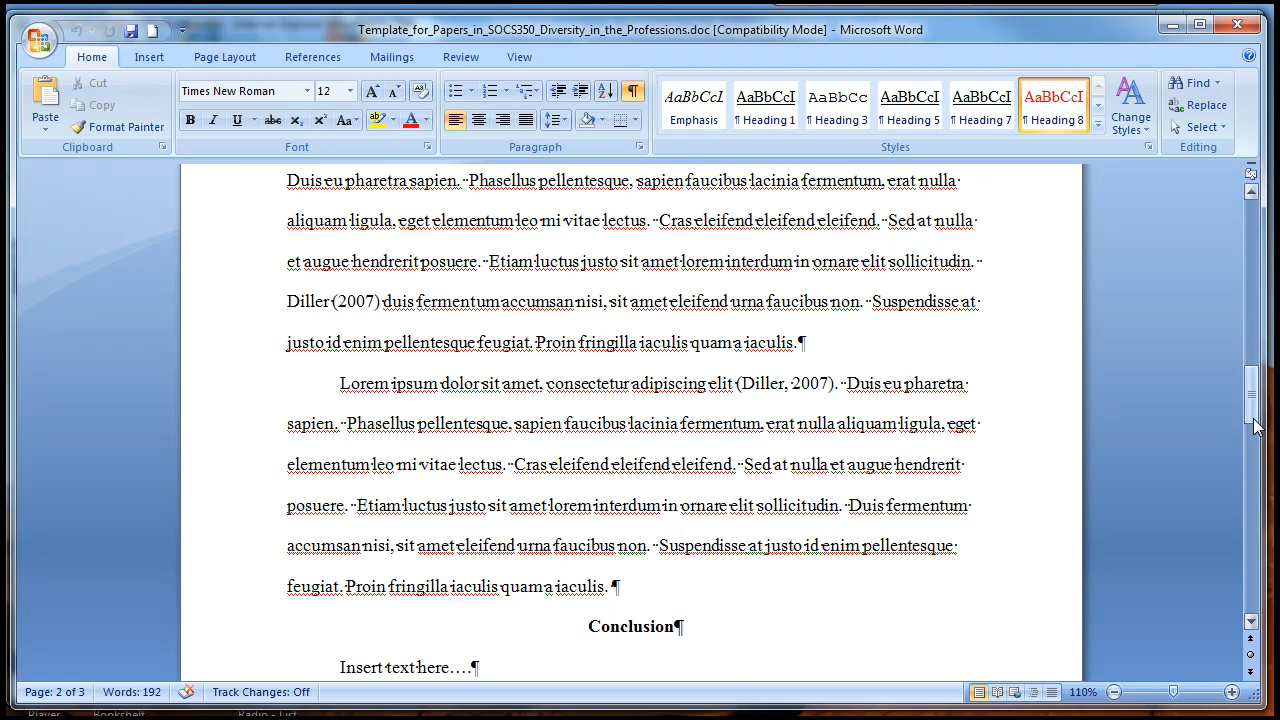 Template_for_Papers_in_SOCS350_Diversity_in_the_Professions.doc [Compatibility Mode] - Microsoft Word
Home Insert Page Layout References Mailings Review View
Paste
Cut
Copy
Format Painter
Clipboard
Times New Roman 12
B I U abc X₂ X² Aa
Font
Paragraph
AaBbCcI AaBbCcI AaBbCc AaBbCcI AaBbCcI AaBbCcI
Emphasis ¶ Heading 1 ¶ Heading 3 ¶ Heading 5 ¶ Heading 7 ¶ Heading 8
Change Styles
Styles
Find
Replace
Select
Editing
Duis eu pharetra sapien. Phasellus pellentesque, sapien faucibus lacinia fermentum, erat nulla
aliquam ligula, eget elementum leo mi vitae lectus. Cras eleifend eleifend eleifend. Sed at nulla
et augue hendrerit posuere. Etiam luctus justo sit amet lorem interdum in ornare elit sollicitudin.
Diller (2007) duis fermentum accumsan nisi, sit amet eleifend urna faucibus non. Suspendisse at
justo id enim pellentesque feugiat. Proin fringilla iaculis quam a iaculis.¶
Lorem ipsum dolor sit amet, consectetur adipiscing elit (Diller, 2007). Duis eu pharetra
sapien. Phasellus pellentesque, sapien faucibus lacinia fermentum, erat nulla aliquam ligula, eget
elementum leo mi vitae lectus. Cras eleifend eleifend eleifend. Sed at nulla et augue hendrerit
posuere. Etiam luctus justo sit amet lorem interdum in ornare elit sollicitudin. Duis fermentum
accumsan nisi, sit amet eleifend urna faucibus non. Suspendisse at justo id enim pellentesque
feugiat. Proin fringilla iaculis quam a iaculis. ¶
Conclusion¶
Insert text here….¶
Page: 2 of 3 Words: 192 Track Changes: Off 110%
Player Bookshelf Radio - List